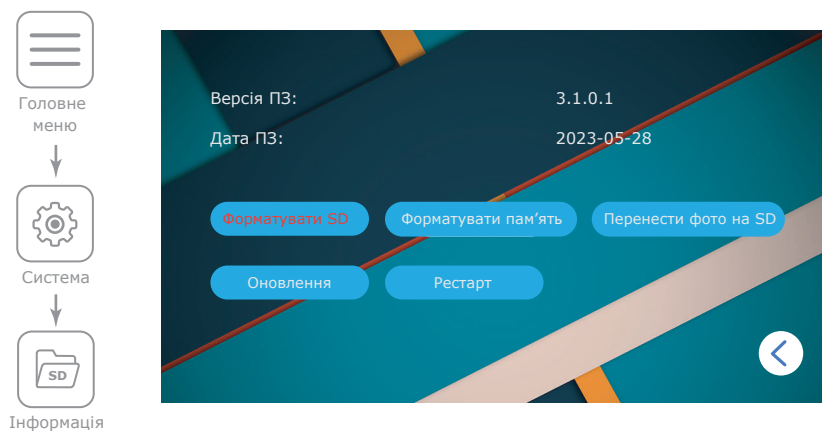 Головне
меню
Система
SD
Інформація
Версія ПЗ: 3.1.0.1
Дата ПЗ: 2023-05-28
Форматувати SD Форматувати пам’ять Перенести фото на SD
Оновлення Рестарт